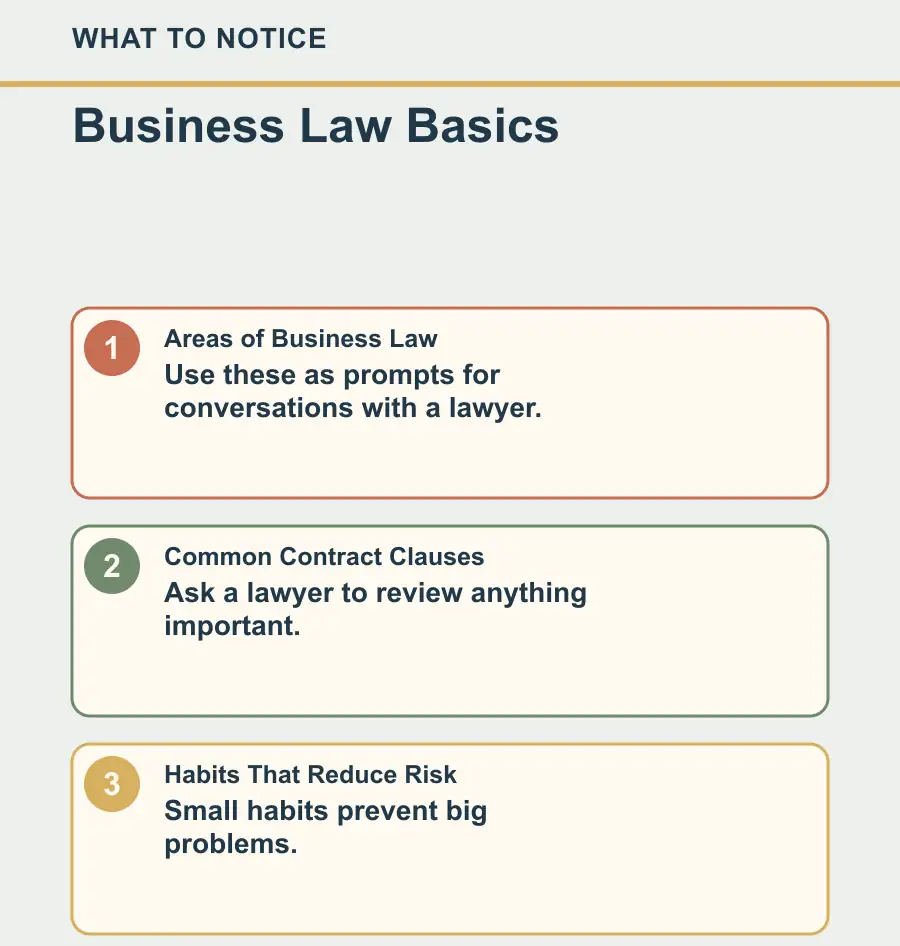 WHAT TO NOTICE
Business Law Basics
1
Areas of Business Law
Use these as prompts for
conversations with a lawyer.
2
Common Contract Clauses
Ask a lawyer to review anything
important.
3
Habits That Reduce Risk
Small habits prevent big
problems.